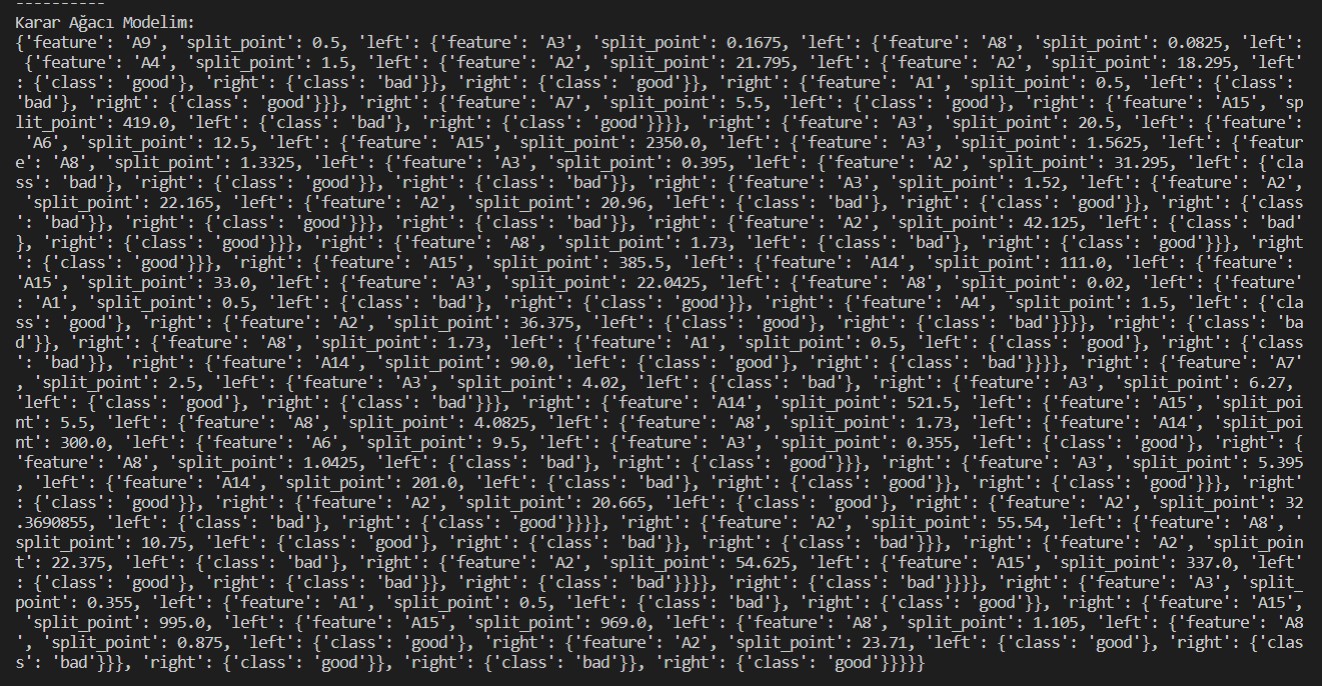 ----------
Karar Ağacı Modelim:
{'feature': 'A9', 'split_point': 0.5, 'left': {'feature': 'A3', 'split_point': 0.1675, 'left': {'feature': 'A8', 'split_point': 0.0825, 'left':
 {'feature': 'A4', 'split_point': 1.5, 'left': {'feature': 'A2', 'split_point': 21.795, 'left': {'feature': 'A2', 'split_point': 18.295, 'left'
: {'class': 'good'}, 'right': {'class': 'bad'}}, 'right': {'class': 'good'}}, 'right': {'feature': 'A1', 'split_point': 0.5, 'left': {'class': 
'bad'}, 'right': {'class': 'good'}}}, 'right': {'feature': 'A7', 'split_point': 5.5, 'left': {'class': 'good'}, 'right': {'feature': 'A15', 'sp
lit_point': 419.0, 'left': {'class': 'bad'}, 'right': {'class': 'good'}}}}, 'right': {'feature': 'A3', 'split_point': 20.5, 'left': {'feature':
 'A6', 'split_point': 12.5, 'left': {'feature': 'A15', 'split_point': 2350.0, 'left': {'feature': 'A3', 'split_point': 1.5625, 'left': {'featur
e': 'A8', 'split_point': 1.3325, 'left': {'feature': 'A3', 'split_point': 0.395, 'left': {'feature': 'A2', 'split_point': 31.295, 'left': {'cla
ss': 'bad'}, 'right': {'class': 'good'}}, 'right': {'class': 'bad'}}, 'right': {'feature': 'A3', 'split_point': 1.52, 'left': {'feature': 'A2',
 'split_point': 22.165, 'left': {'feature': 'A2', 'split_point': 20.96, 'left': {'class': 'bad'}, 'right': {'class': 'good'}}, 'right': {'class
': 'bad'}}, 'right': {'class': 'good'}}}, 'right': {'class': 'bad'}}, 'right': {'feature': 'A2', 'split_point': 42.125, 'left': {'class': 'bad'
}, 'right': {'class': 'good'}}}, 'right': {'feature': 'A8', 'split_point': 1.73, 'left': {'class': 'bad'}, 'right': {'class': 'good'}}}, 'right
': {'class': 'good'}}}, 'right': {'feature': 'A15', 'split_point': 385.5, 'left': {'feature': 'A14', 'split_point': 111.0, 'left': {'feature': 
'A15', 'split_point': 33.0, 'left': {'feature': 'A3', 'split_point': 22.0425, 'left': {'feature': 'A8', 'split_point': 0.02, 'left': {'feature'
: 'A1', 'split_point': 0.5, 'left': {'class': 'bad'}, 'right': {'class': 'good'}}, 'right': {'feature': 'A4', 'split_point': 1.5, 'left': {'cla
ss': 'good'}, 'right': {'feature': 'A2', 'split_point': 36.375, 'left': {'class': 'good'}, 'right': {'class': 'bad'}}}}, 'right': {'class': 'ba
d'}}, 'right': {'feature': 'A8', 'split_point': 1.73, 'left': {'feature': 'A1', 'split_point': 0.5, 'left': {'class': 'good'}, 'right': {'class
': 'bad'}}, 'right': {'feature': 'A14', 'split_point': 90.0, 'left': {'class': 'good'}, 'right': {'class': 'bad'}}}}, 'right': {'feature': 'A7'
, 'split_point': 2.5, 'left': {'feature': 'A3', 'split_point': 4.02, 'left': {'class': 'bad'}, 'right': {'feature': 'A3', 'split_point': 6.27, 
'left': {'class': 'good'}, 'right': {'class': 'bad'}}}, 'right': {'feature': 'A14', 'split_point': 521.5, 'left': {'feature': 'A15', 'split_poi
nt': 5.5, 'left': {'feature': 'A8', 'split_point': 4.0825, 'left': {'feature': 'A8', 'split_point': 1.73, 'left': {'feature': 'A14', 'split_poi
nt': 300.0, 'left': {'feature': 'A6', 'split_point': 9.5, 'left': {'feature': 'A3', 'split_point': 0.355, 'left': {'class': 'good'}, 'right': {
'feature': 'A8', 'split_point': 1.0425, 'left': {'class': 'bad'}, 'right': {'class': 'good'}}}, 'right': {'feature': 'A3', 'split_point': 5.395
, 'left': {'feature': 'A14', 'split_point': 201.0, 'left': {'class': 'bad'}, 'right': {'class': 'good'}}, 'right': {'class': 'good'}}}, 'right'
: {'class': 'good'}}, 'right': {'feature': 'A2', 'split_point': 20.665, 'left': {'class': 'good'}, 'right': {'feature': 'A2', 'split_point': 32
.3690855, 'left': {'class': 'bad'}, 'right': {'class': 'good'}}}}, 'right': {'feature': 'A2', 'split_point': 55.54, 'left': {'feature': 'A8', '
split_point': 10.75, 'left': {'class': 'good'}, 'right': {'class': 'bad'}}, 'right': {'class': 'bad'}}}, 'right': {'feature': 'A2', 'split_poin
t': 22.375, 'left': {'class': 'bad'}, 'right': {'feature': 'A2', 'split_point': 54.625, 'left': {'feature': 'A15', 'split_point': 337.0, 'left'
: {'class': 'good'}, 'right': {'class': 'bad'}}, 'right': {'class': 'bad'}}}}, 'right': {'class': 'bad'}}}}, 'right': {'feature': 'A3', 'split_
point': 0.355, 'left': {'feature': 'A1', 'split_point': 0.5, 'left': {'class': 'bad'}, 'right': {'class': 'good'}}, 'right': {'feature': 'A15',
 'split_point': 995.0, 'left': {'feature': 'A15', 'split_point': 969.0, 'left': {'feature': 'A8', 'split_point': 1.105, 'left': {'feature': 'A8
', 'split_point': 0.875, 'left': {'class': 'good'}, 'right': {'feature': 'A2', 'split_point': 23.71, 'left': {'class': 'good'}, 'right': {'clas
s': 'bad'}}}, 'right': {'class': 'good'}}, 'right': {'class': 'bad'}}, 'right': {'class': 'good'}}}}}